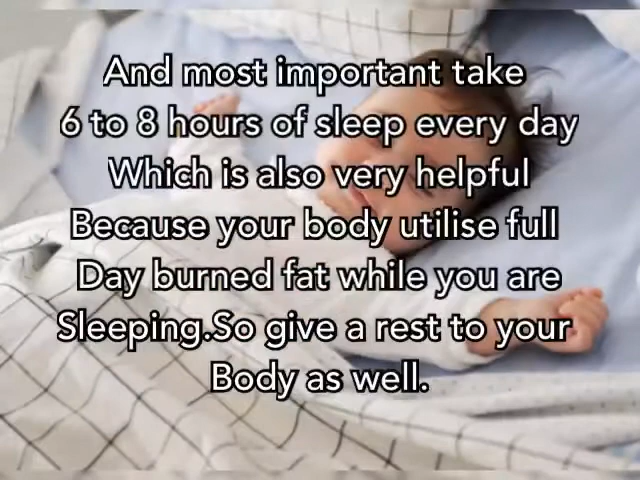 And most important take
6 to 8 hours of sleep every day
Which is also very helpful
Because your body utilise full
Day burned fat while you are
Sleeping.So give a rest to your
Body as well.